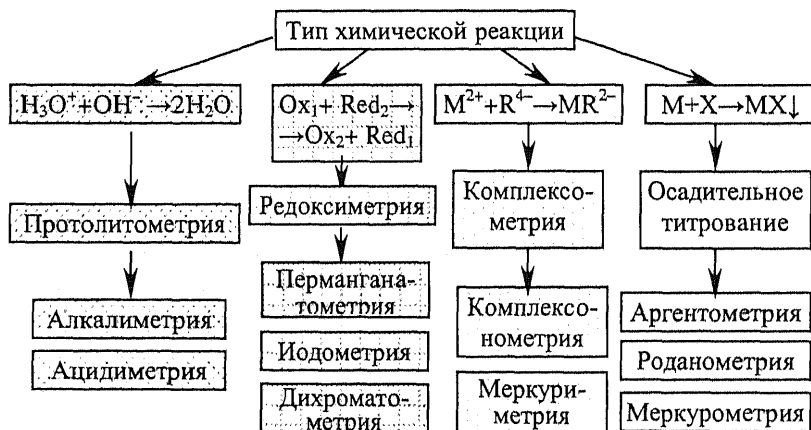 Тип химической реакции
H₃O⁺+OH⁻→2H₂O
Ox₁+ Red₂→
→Ox₂+ Red₁
M²⁺+R⁴⁻→MR²⁻
M+X→MX↓
Протолитометрия
Редоксиметрия
Комплексо-
метрия
Осадительное
титрование
Алкалиметрия
Ацидиметрия
Пермангана-
тометрия
Иодометрия
Дихромато-
метрия
Комплексо-
нометрия
Меркури-
метрия
Аргентометрия
Роданометрия
Меркурометрия